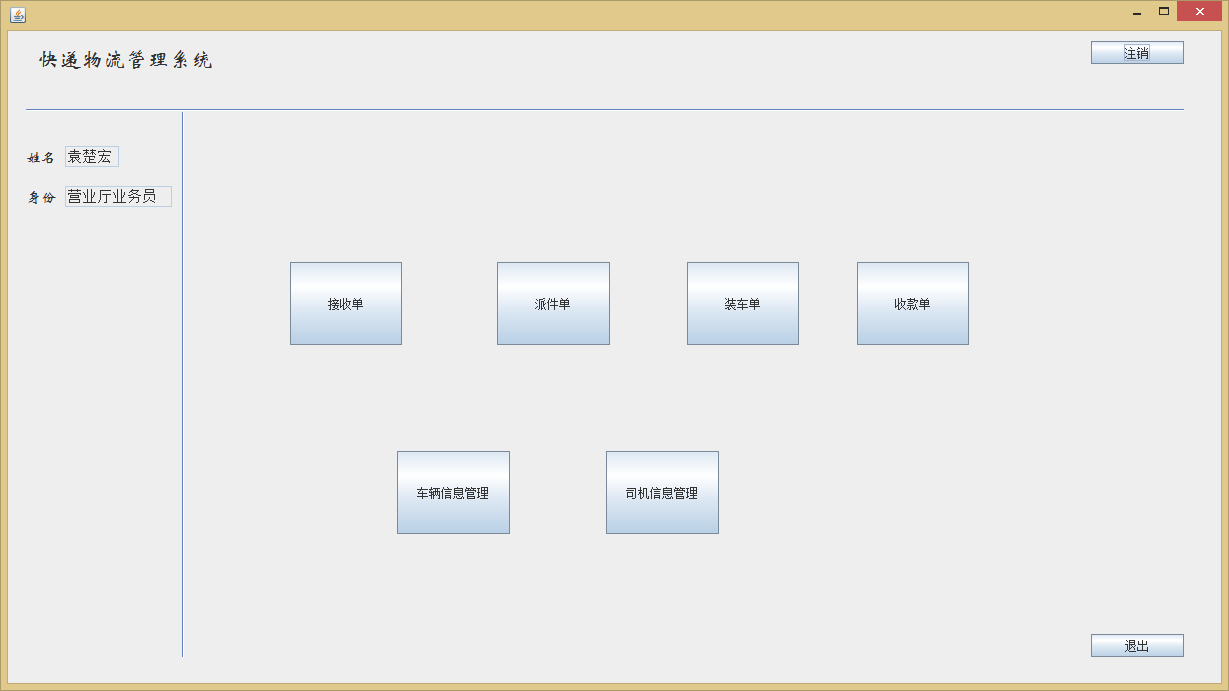 快递物流管理系统
注销
姓名 袁楚宏
身份 营业厅业务员
接收单 派件单 装车单 收款单
车辆信息管理 司机信息管理
退出